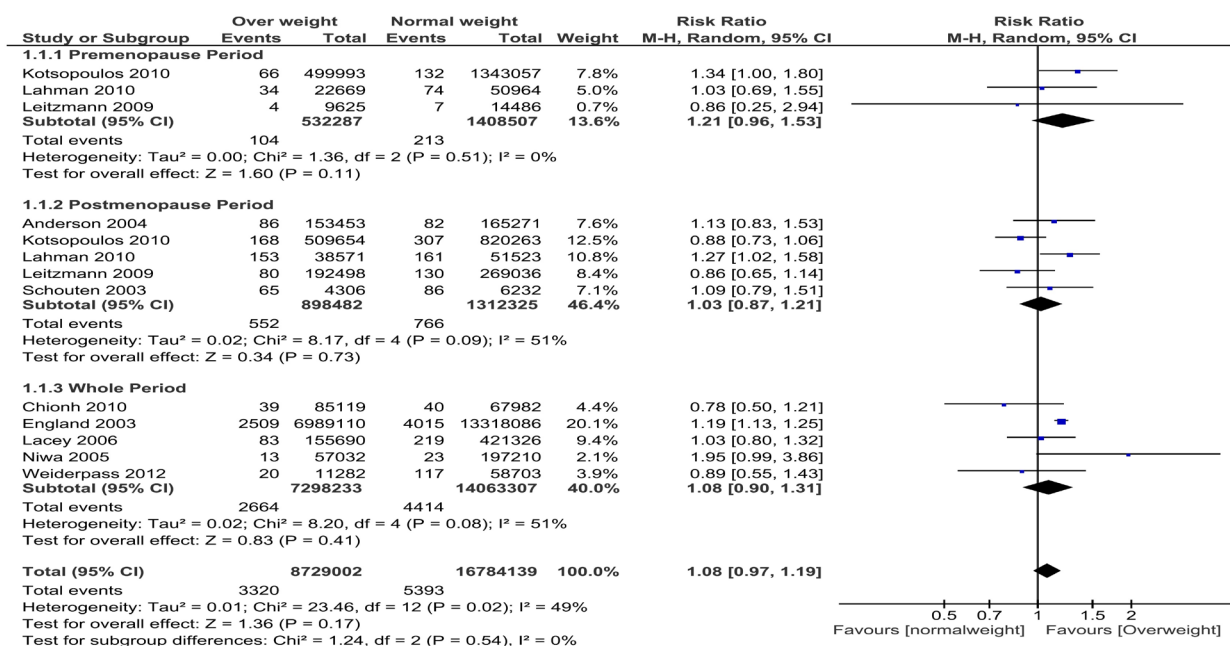 Over weight Normal weight Risk Ratio Risk Ratio
Study or Subgroup Events Total Events Total Weight M-H, Random, 95% CI M-H, Random, 95% CI
1.1.1 Premenopause Period
Kotsopoulos 2010 66 499993 132 1343057 7.8% 1.34 [1.00, 1.80]
Lahman 2010 34 22669 74 50964 5.0% 1.03 [0.69, 1.55]
Leitzmann 2009 4 9625 7 14486 0.7% 0.86 [0.25, 2.94]
Subtotal (95% CI) 532287 1408507 13.6% 1.21 [0.96, 1.53]
Total events 104 213
Heterogeneity: Tau² = 0.00; Chi² = 1.36, df = 2 (P = 0.51); I² = 0%
Test for overall effect: Z = 1.60 (P = 0.11)
1.1.2 Postmenopause Period
Anderson 2004 86 153453 82 165271 7.6% 1.13 [0.83, 1.53]
Kotsopoulos 2010 168 509654 307 820263 12.5% 0.88 [0.73, 1.06]
Lahman 2010 153 38571 161 51523 10.8% 1.27 [1.02, 1.58]
Leitzmann 2009 80 192498 130 269036 8.4% 0.86 [0.65, 1.14]
Schouten 2003 65 4306 86 6232 7.1% 1.09 [0.79, 1.51]
Subtotal (95% CI) 898482 1312325 46.4% 1.03 [0.87, 1.21]
Total events 552 766
Heterogeneity: Tau² = 0.02; Chi² = 8.17, df = 4 (P = 0.09); I² = 51%
Test for overall effect: Z = 0.34 (P = 0.73)
1.1.3 Whole Period
Chionh 2010 39 85119 40 67982 4.4% 0.78 [0.50, 1.21]
England 2003 2509 6989110 4015 13318086 20.1% 1.19 [1.13, 1.25]
Lacey 2006 83 155690 219 421326 9.4% 1.03 [0.80, 1.32]
Niwa 2005 13 57032 23 197210 2.1% 1.95 [0.99, 3.86]
Weiderpass 2012 20 11282 117 58703 3.9% 0.89 [0.55, 1.43]
Subtotal (95% CI) 7298233 14063307 40.0% 1.08 [0.90, 1.31]
Total events 2664 4414
Heterogeneity: Tau² = 0.02; Chi² = 8.20, df = 4 (P = 0.08); I² = 51%
Test for overall effect: Z = 0.83 (P = 0.41)
Total (95% CI) 8729002 16784139 100.0% 1.08 [0.97, 1.19]
Total events 3320 5393
Heterogeneity: Tau² = 0.01; Chi² = 23.46, df = 12 (P = 0.02); I² = 49%
Test for overall effect: Z = 1.36 (P = 0.17)
Test for subgroup differences: Chi² = 1.24, df = 2 (P = 0.54), I² = 0%
0.5 0.7 1 1.5 2
Favours [normalweight] Favours [Overweight]